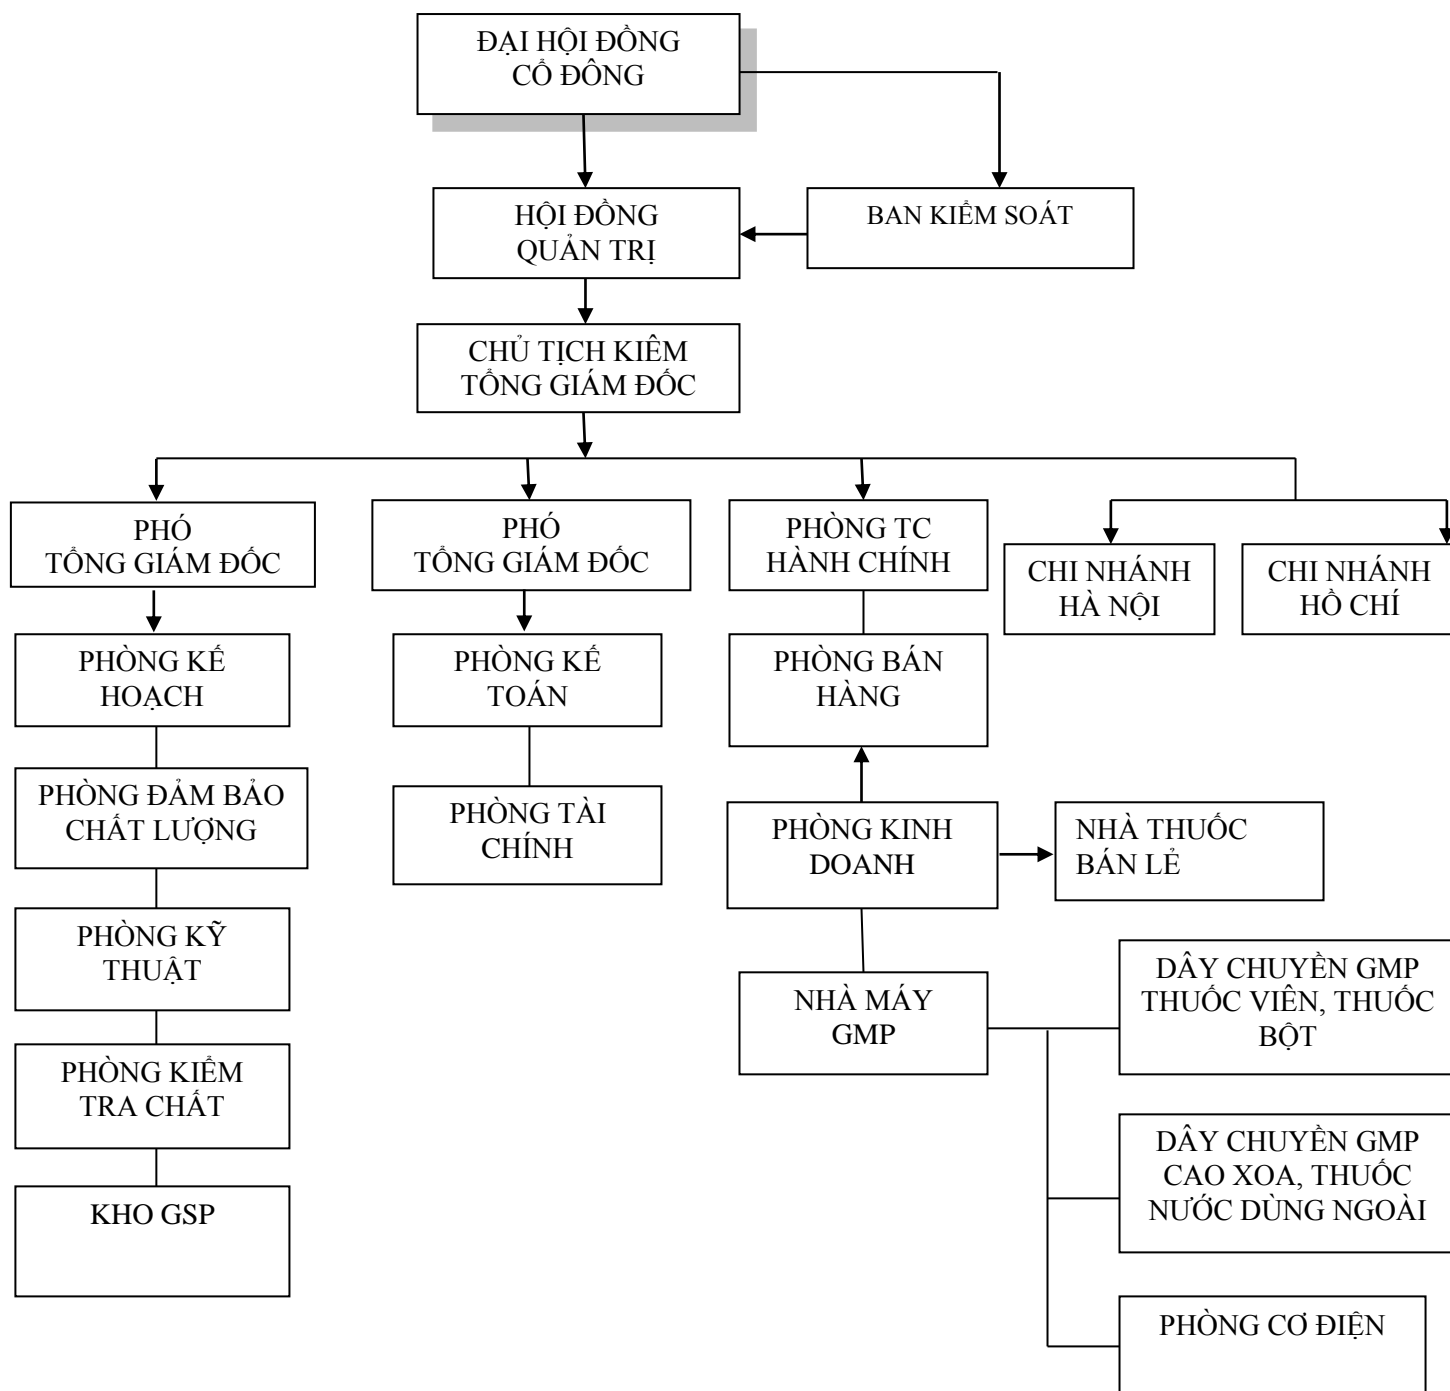 ĐẠI HỘI ĐỒNG
CỔ ĐÔNG
HỘI ĐỒNG
QUẢN TRỊ
BAN KIỂM SOÁT
CHỦ TỊCH KIÊM
TỔNG GIÁM ĐỐC
PHÓ
TỔNG GIÁM ĐỐC
PHÓ
TỔNG GIÁM ĐỐC
PHÒNG TC
HÀNH CHÍNH
CHI NHÁNH
HÀ NỘI
CHI NHÁNH
HỒ CHÍ
PHÒNG KẾ
HOẠCH
PHÒNG KẾ
TOÁN
PHÒNG BÁN
HÀNG
PHÒNG ĐẢM BẢO
CHẤT LƯỢNG
PHÒNG TÀI
CHÍNH
PHÒNG KINH
DOANH
NHÀ THUỐC
BÁN LẺ
PHÒNG KỸ
THUẬT
NHÀ MÁY
GMP
DÂY CHUYỀN GMP
THUỐC VIÊN, THUỐC
BỘT
PHÒNG KIỂM
TRA CHẤT
DÂY CHUYỀN GMP
CAO XOA, THUỐC
NƯỚC DÙNG NGOÀI
KHO GSP
PHÒNG CƠ ĐIỆN